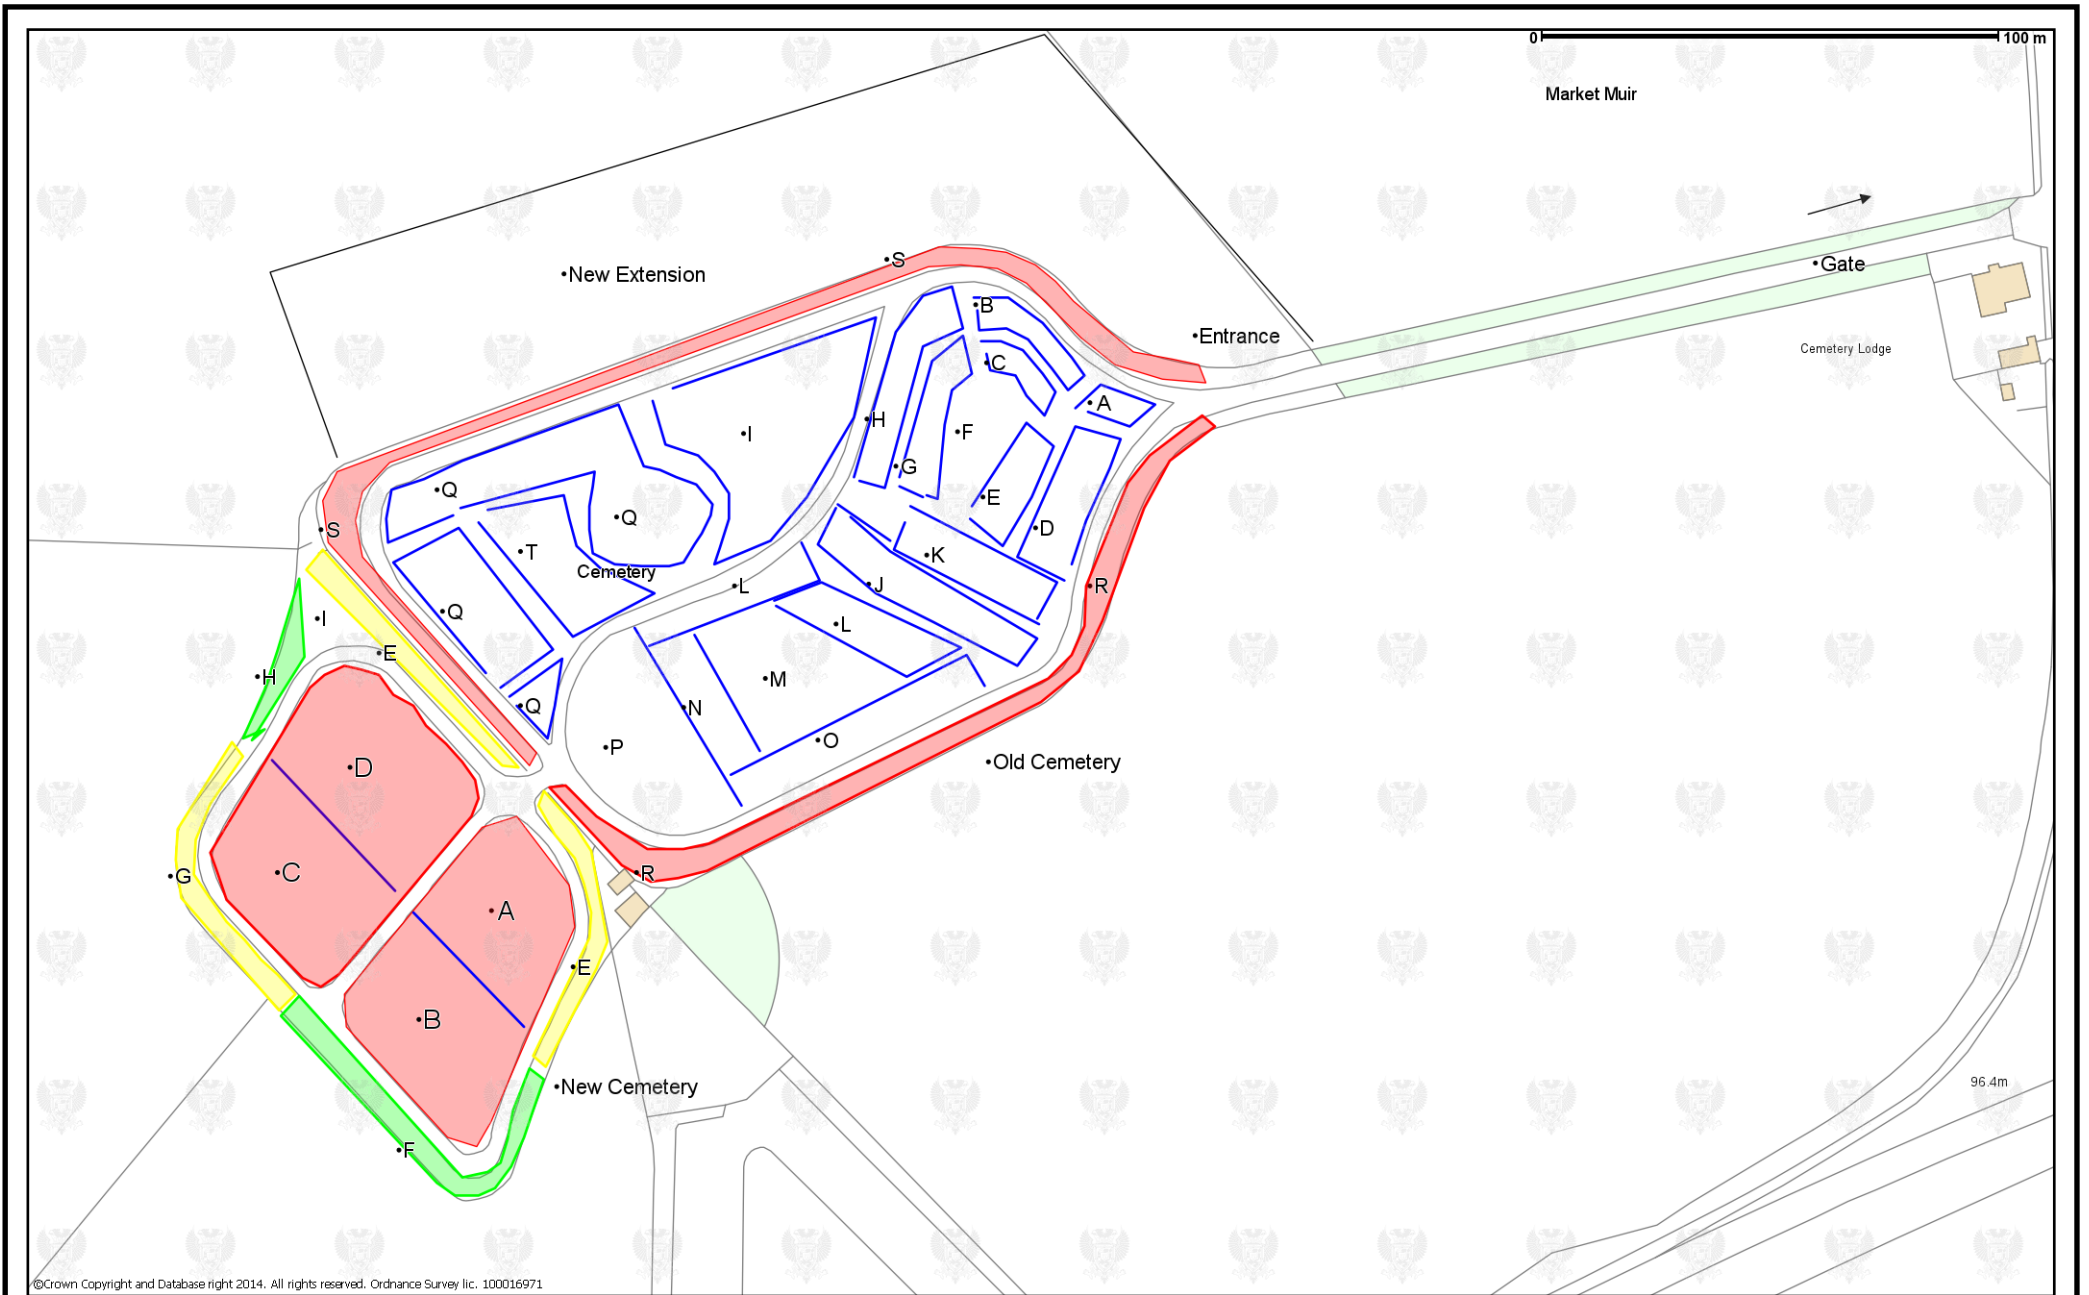 0 100 m
Market Muir
•S
•New Extension
•Gate
•B
•Entrance
Cemetery Lodge
•C
•A
•H
•F
•I
•G
•Q
•E
•Q
•S
•D
•T
•K
Cemetery
•L
•J
•R
•Q
•I
•L
•E
•H
•M
•Q
•N
•O
•P
•Old Cemetery
•D
•C
•R
•G
•A
•E
•B
•New Cemetery
96.4m
•F
©Crown Copyright and Database right 2014. All rights reserved. Ordnance Survey lic. 100016971